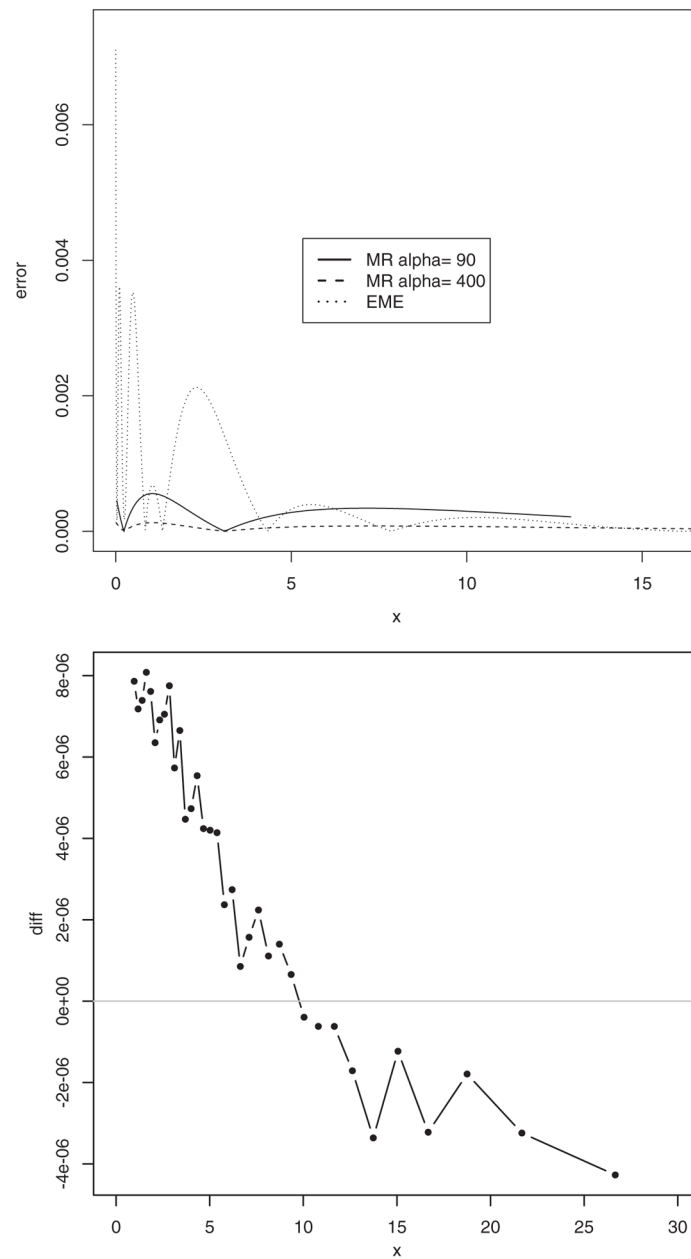 error
0.006
0.004
0.002
0.000
MR alpha= 90
MR alpha= 400
EME
0 5 10 15
x
diff
8e-06
6e-06
4e-06
2e-06
0e+00
-2e-06
-4e-06
0 5 10 15 20 25 30
x